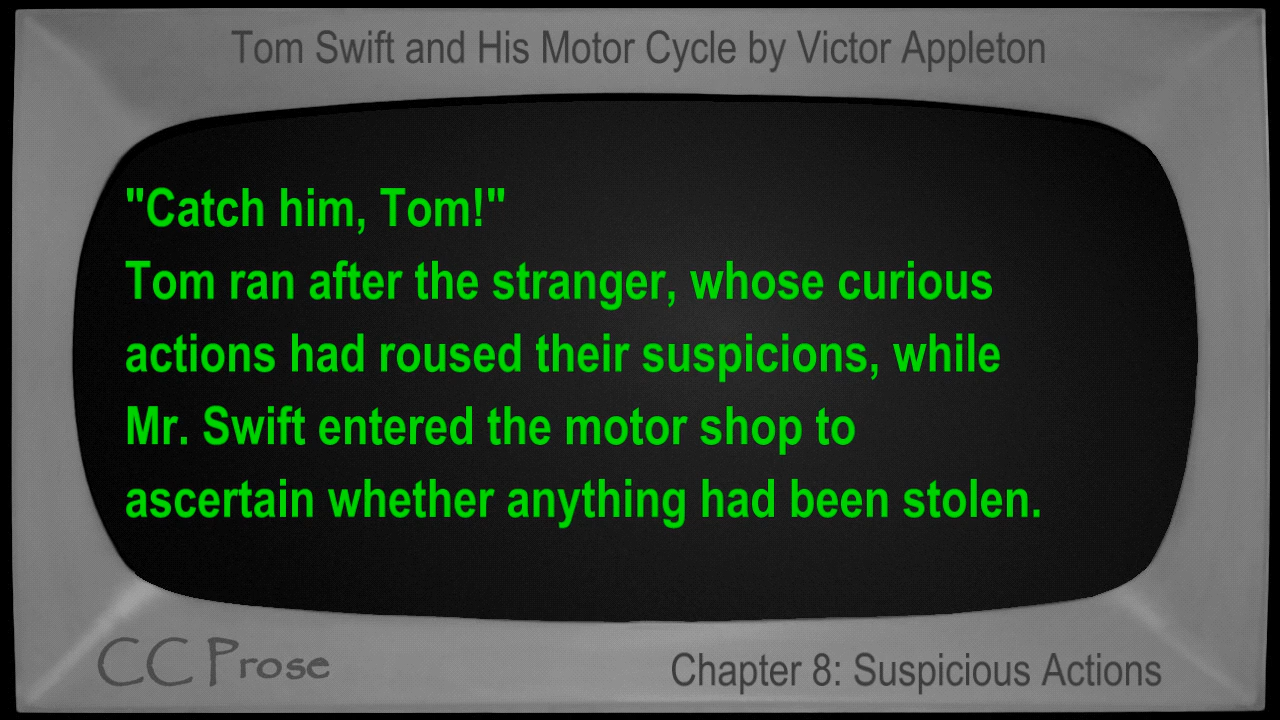 Tom Swift and His Motor Cycle by Victor Appleton
"Catch him, Tom!"
Tom ran after the stranger, whose curious
actions had roused their suspicions, while
Mr. Swift entered the motor shop to
ascertain whether anything had been stolen.
CC Prose
Chapter 8: Suspicious Actions